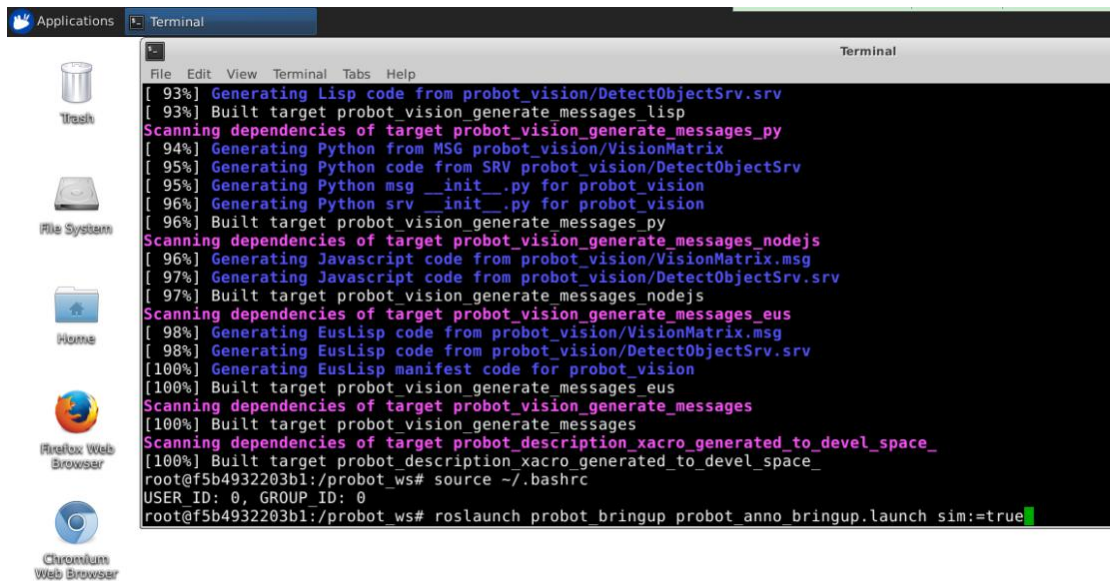 Applications
Terminal
Terminal
File Edit View Terminal Tabs Help
[ 93%] Generating Lisp code from probot_vision/DetectObjectSrv.srv
[ 93%] Built target probot_vision_generate_messages_lisp
Scanning dependencies of target probot_vision_generate_messages_py
[ 94%] Generating Python from MSG probot_vision/VisionMatrix
[ 95%] Generating Python code from SRV probot_vision/DetectObjectSrv
[ 95%] Generating Python msg __init__.py for probot_vision
[ 96%] Generating Python srv __init__.py for probot_vision
[ 96%] Built target probot_vision_generate_messages_py
Scanning dependencies of target probot_vision_generate_messages_nodejs
[ 96%] Generating Javascript code from probot_vision/VisionMatrix.msg
[ 97%] Generating Javascript code from probot_vision/DetectObjectSrv.srv
[ 97%] Built target probot_vision_generate_messages_nodejs
Scanning dependencies of target probot_vision_generate_messages_eus
[ 98%] Generating EusLisp code from probot_vision/VisionMatrix.msg
[ 98%] Generating EusLisp code from probot_vision/DetectObjectSrv.srv
[100%] Generating EusLisp manifest code for probot_vision
[100%] Built target probot_vision_generate_messages_eus
Scanning dependencies of target probot_vision_generate_messages
[100%] Built target probot_vision_generate_messages
Scanning dependencies of target probot_description_xacro_generated_to_devel_space_
[100%] Built target probot_description_xacro_generated_to_devel_space_
root@f5b4932203b1:/probot_ws# source ~/.bashrc
USER_ID: 0, GROUP_ID: 0
root@f5b4932203b1:/probot_ws# roslaunch probot_bringup probot_anno_bringup.launch sim:=true
Trash
File System
Home
Firefox Web
Browser
Chromium
Web Browser